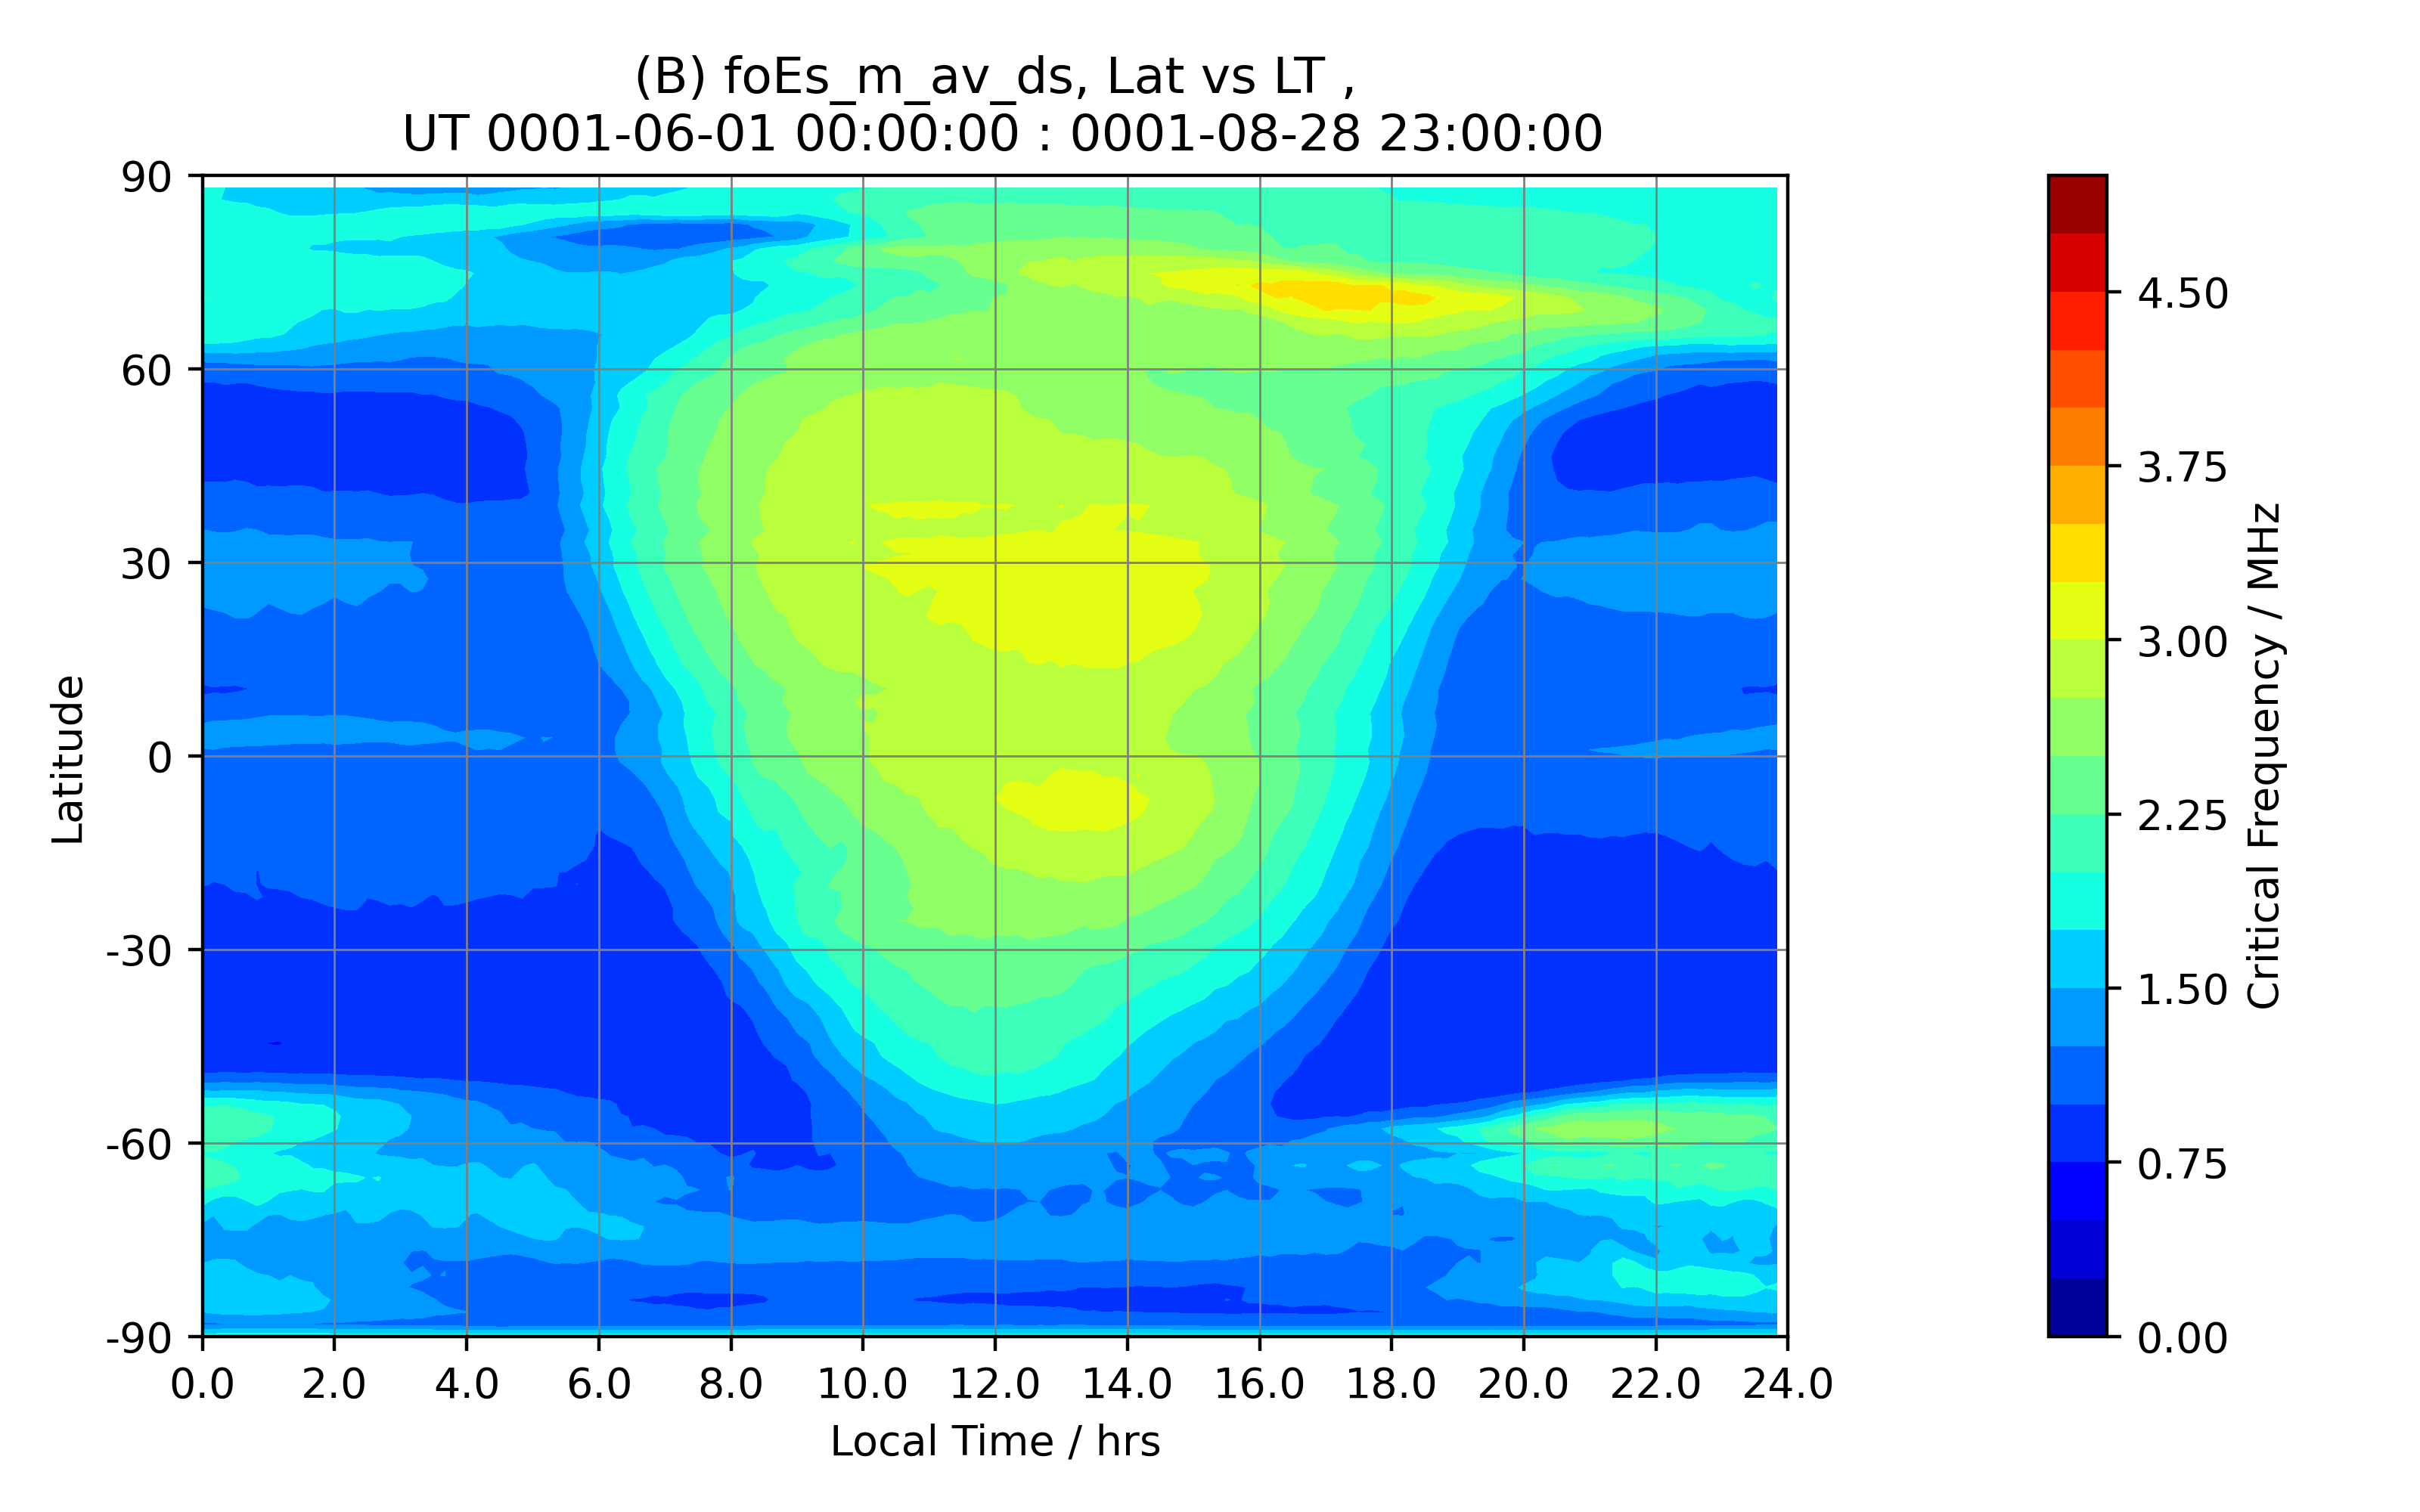 (B) foEs_m_av_ds, Lat vs LT ,
UT 0001-06-01 00:00:00 : 0001-08-28 23:00:00
90
60
30
0
-30
-60
-90
Latitude
0.0 2.0 4.0 6.0 8.0 10.0 12.0 14.0 16.0 18.0 20.0 22.0 24.0
Local Time / hrs
4.50
3.75
3.00
2.25
1.50
0.75
0.00
Critical Frequency / MHz